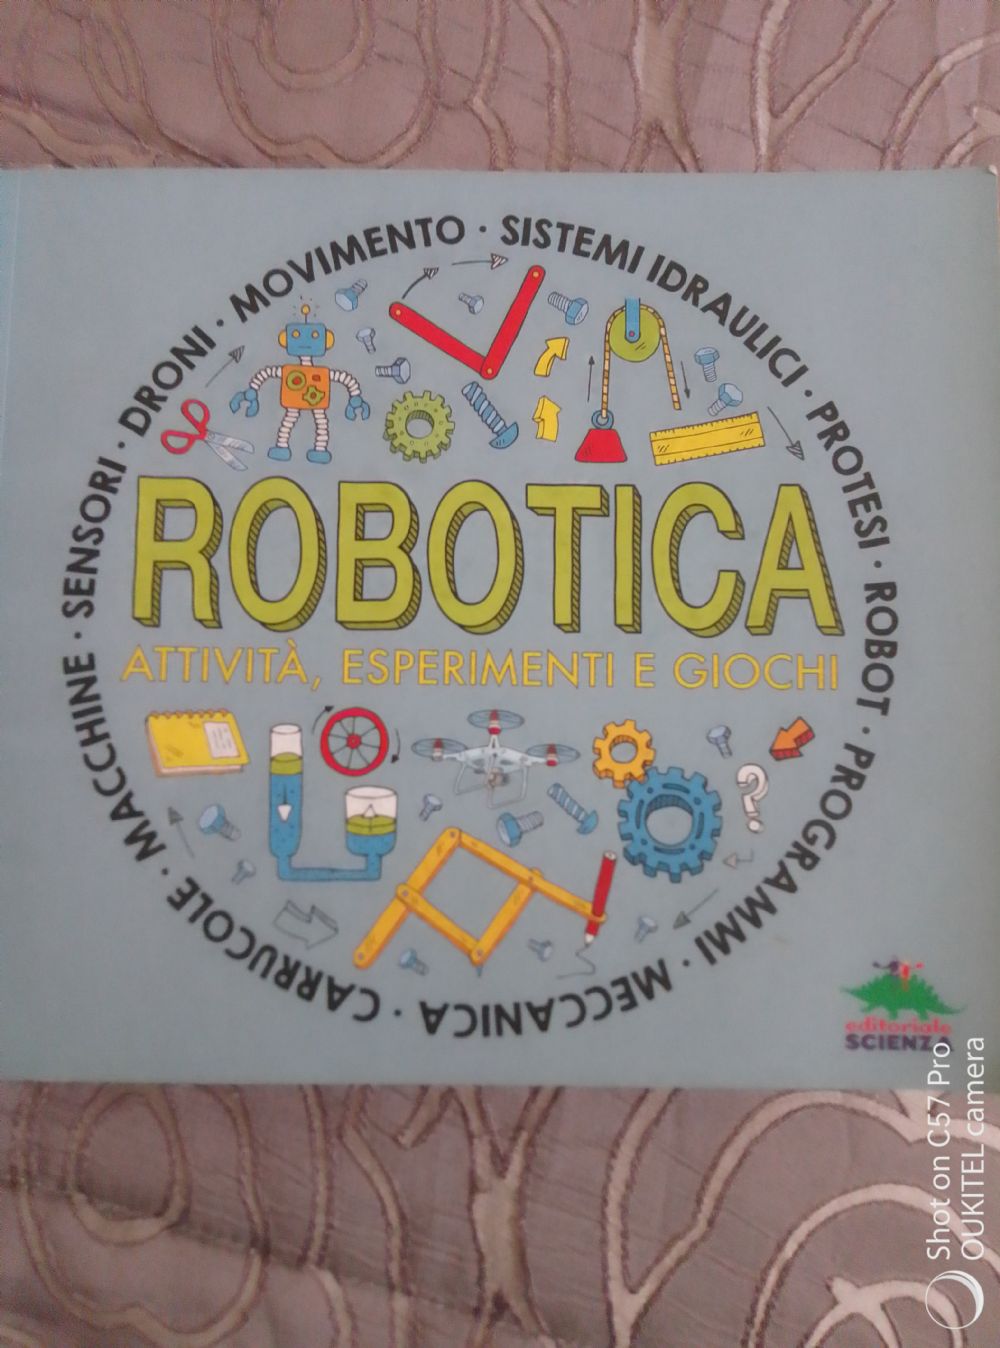 MOVIMENTO · SISTEMI IDRAULICI · PROTESI · ROBOT · PROGRAMMI · MECCANICA · CARRUCOLE · MACCHINE · SENSORI · DRONI ·
ROBOTICA
ATTIVITÀ, ESPERIMENTI E GIOCHI
editoriale
SCIENZA
Shot on C57 Pro
OUKITEL camera